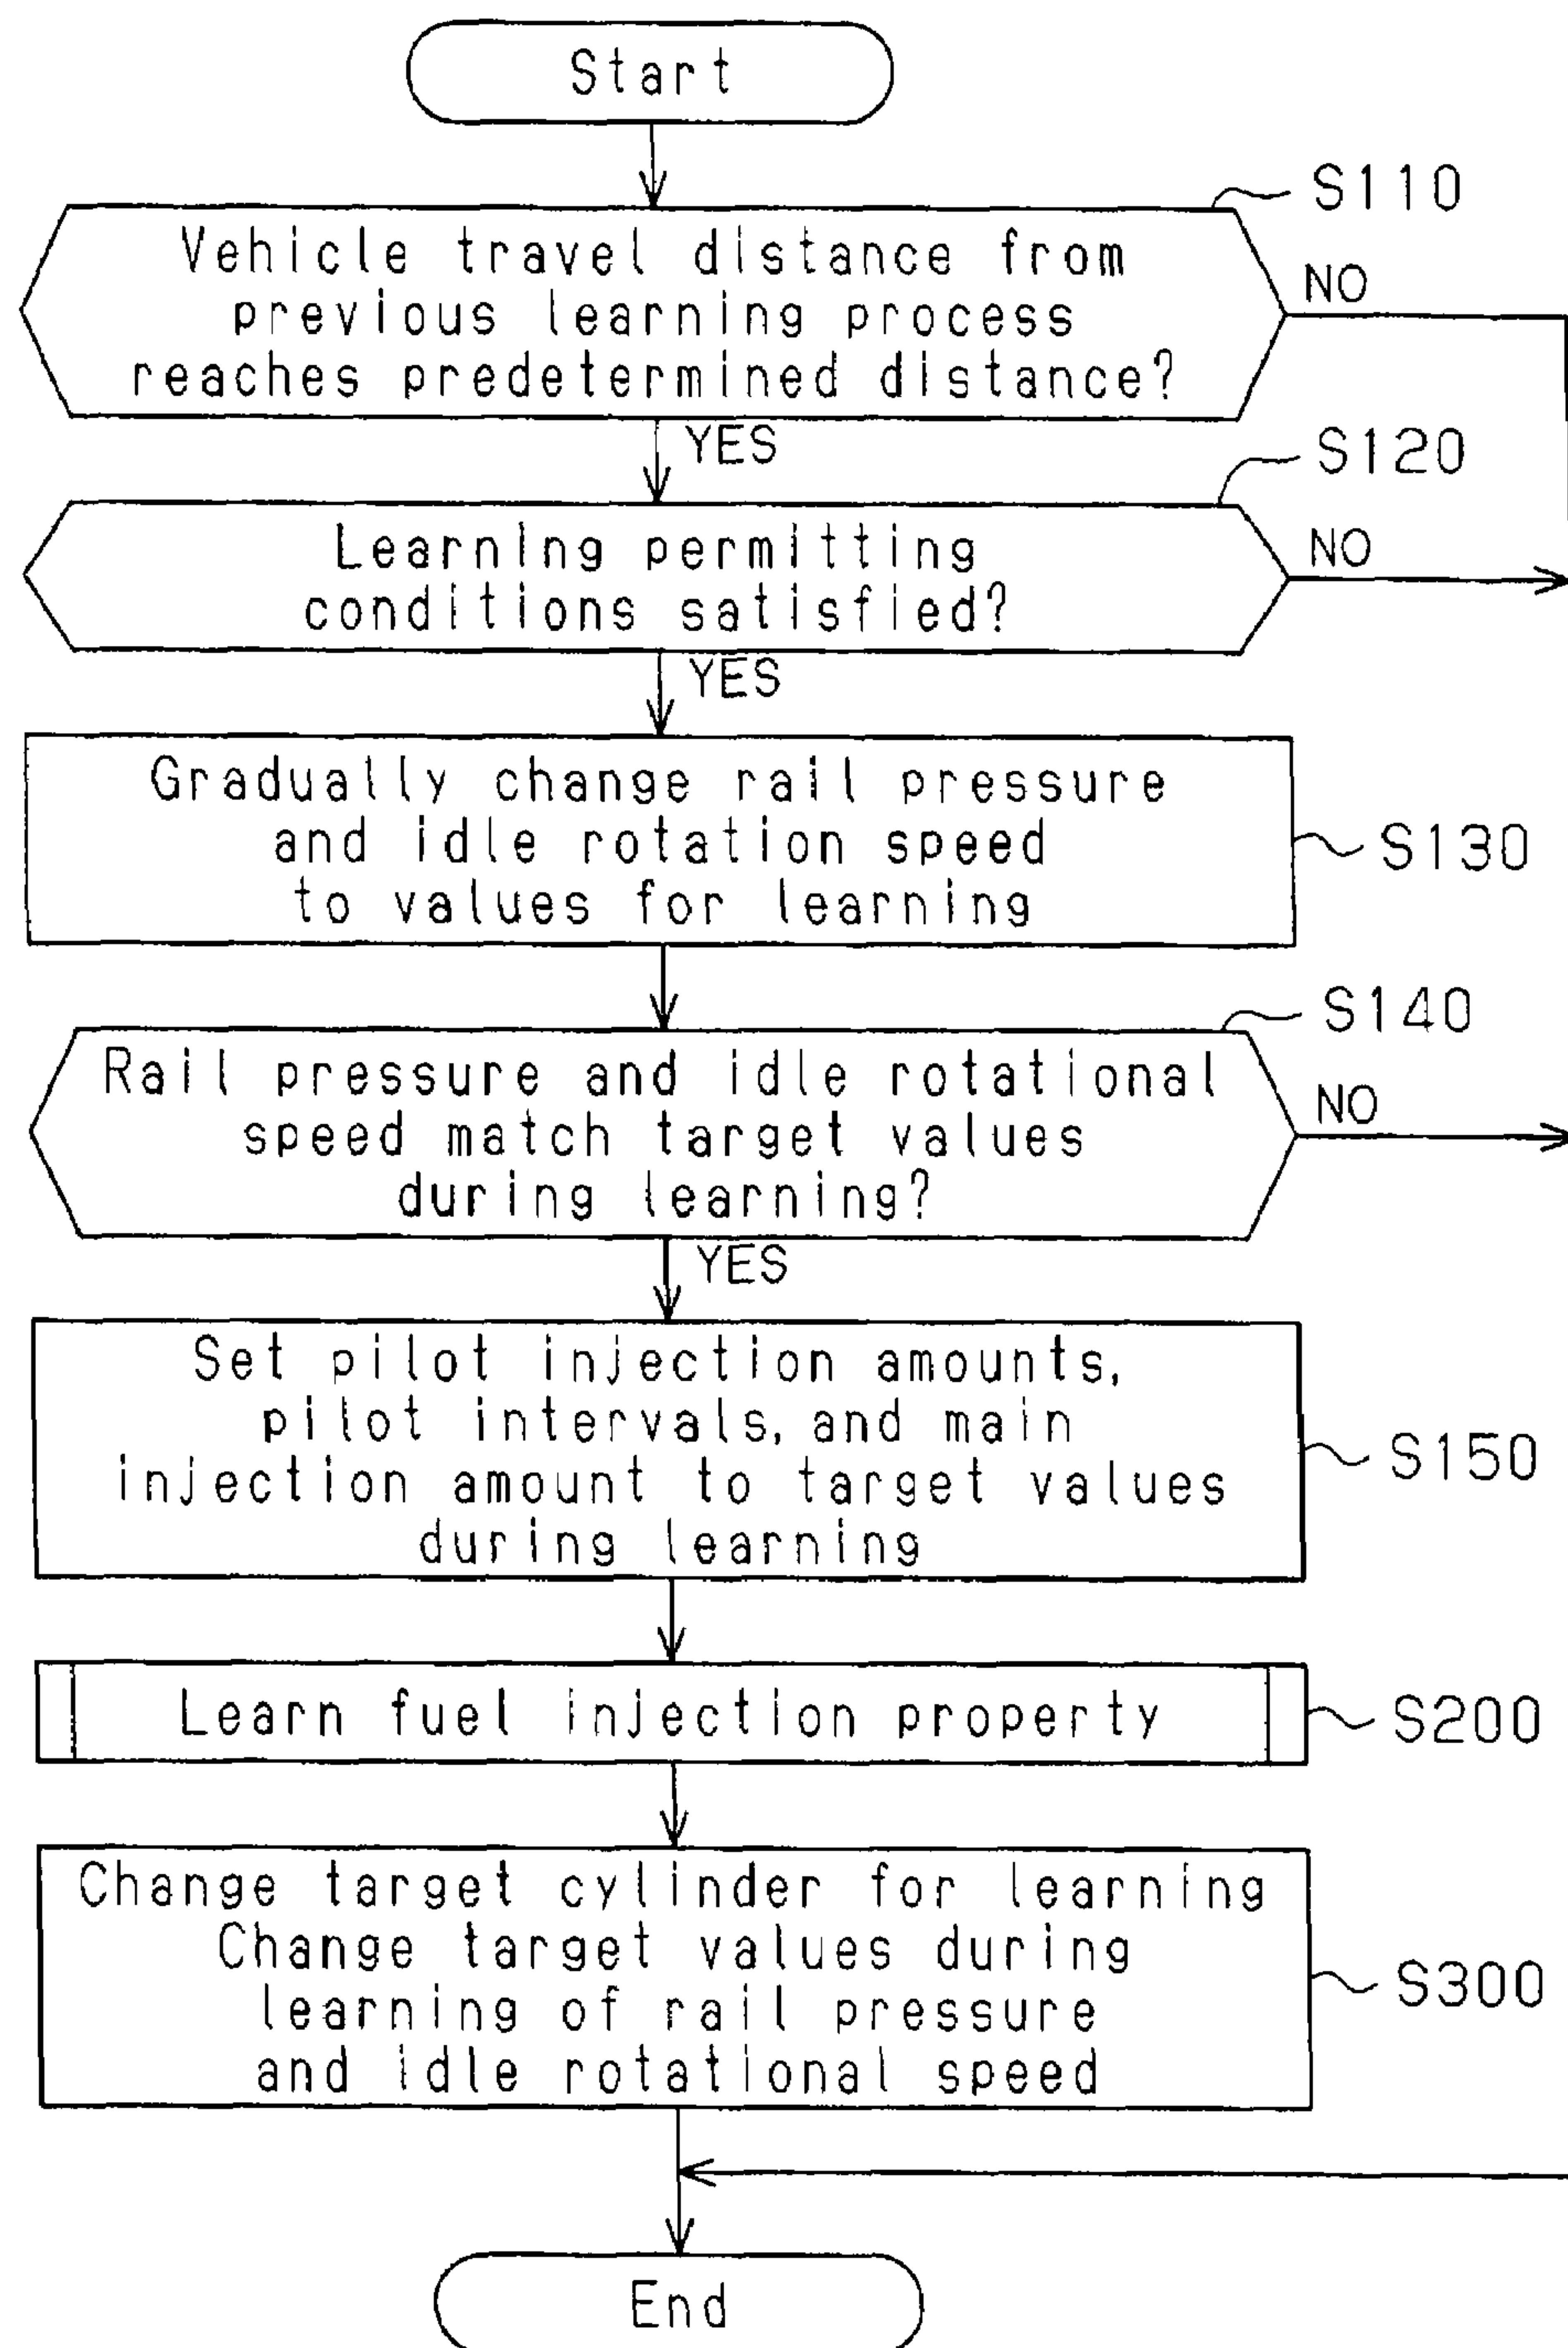 Start
S110
Vehicle travel distance from
previous learning process
reaches predetermined distance?
NO
YES
S120
Learning permitting
conditions satisfied?
NO
YES
Gradually change rail pressure
and idle rotation speed
to values for learning
S130
S140
Rail pressure and idle rotational
speed match target values
during learning?
NO
YES
Set pilot injection amounts,
pilot intervals, and main
injection amount to target values
during learning
S150
Learn fuel injection property
S200
Change target cylinder for learning
Change target values during
learning of rail pressure
and idle rotational speed
S300
End